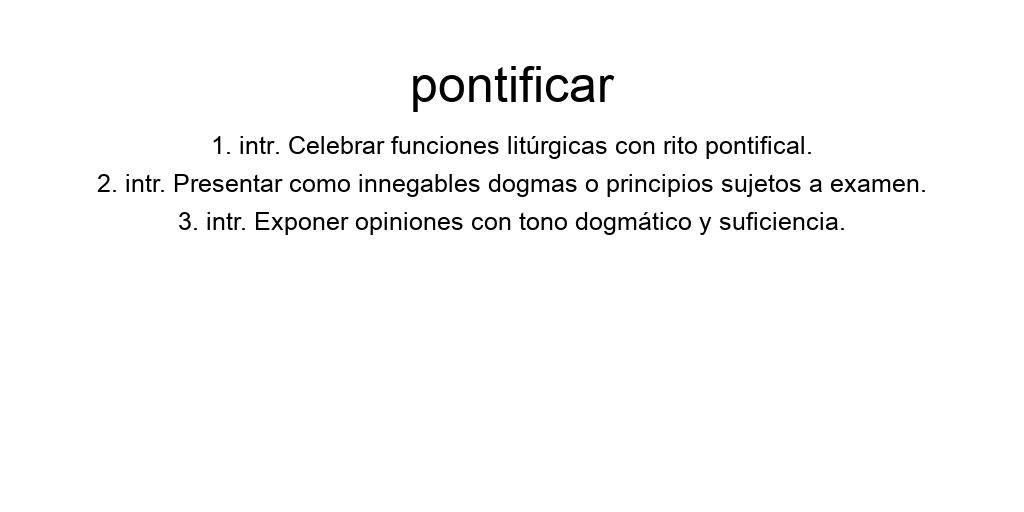 pontificar
1. intr. Celebrar funciones litúrgicas con rito pontifical.
2. intr. Presentar como innegables dogmas o principios sujetos a examen.
3. intr. Exponer opiniones con tono dogmático y suficiencia.